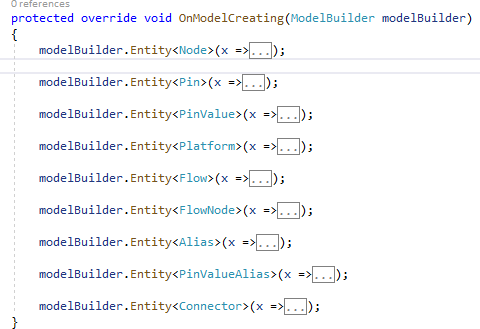 0 references
protected override void OnModelCreating(ModelBuilder modelBuilder)
{
modelBuilder.Entity<Node>(x =>...);
modelBuilder.Entity<Pin>(x =>...);
modelBuilder.Entity<PinValue>(x =>...);
modelBuilder.Entity<Platform>(x =>...);
modelBuilder.Entity<Flow>(x =>...);
modelBuilder.Entity<FlowNode>(x =>...);
modelBuilder.Entity<Alias>(x =>...);
modelBuilder.Entity<PinValueAlias>(x =>...);
modelBuilder.Entity<Connector>(x =>...);
}